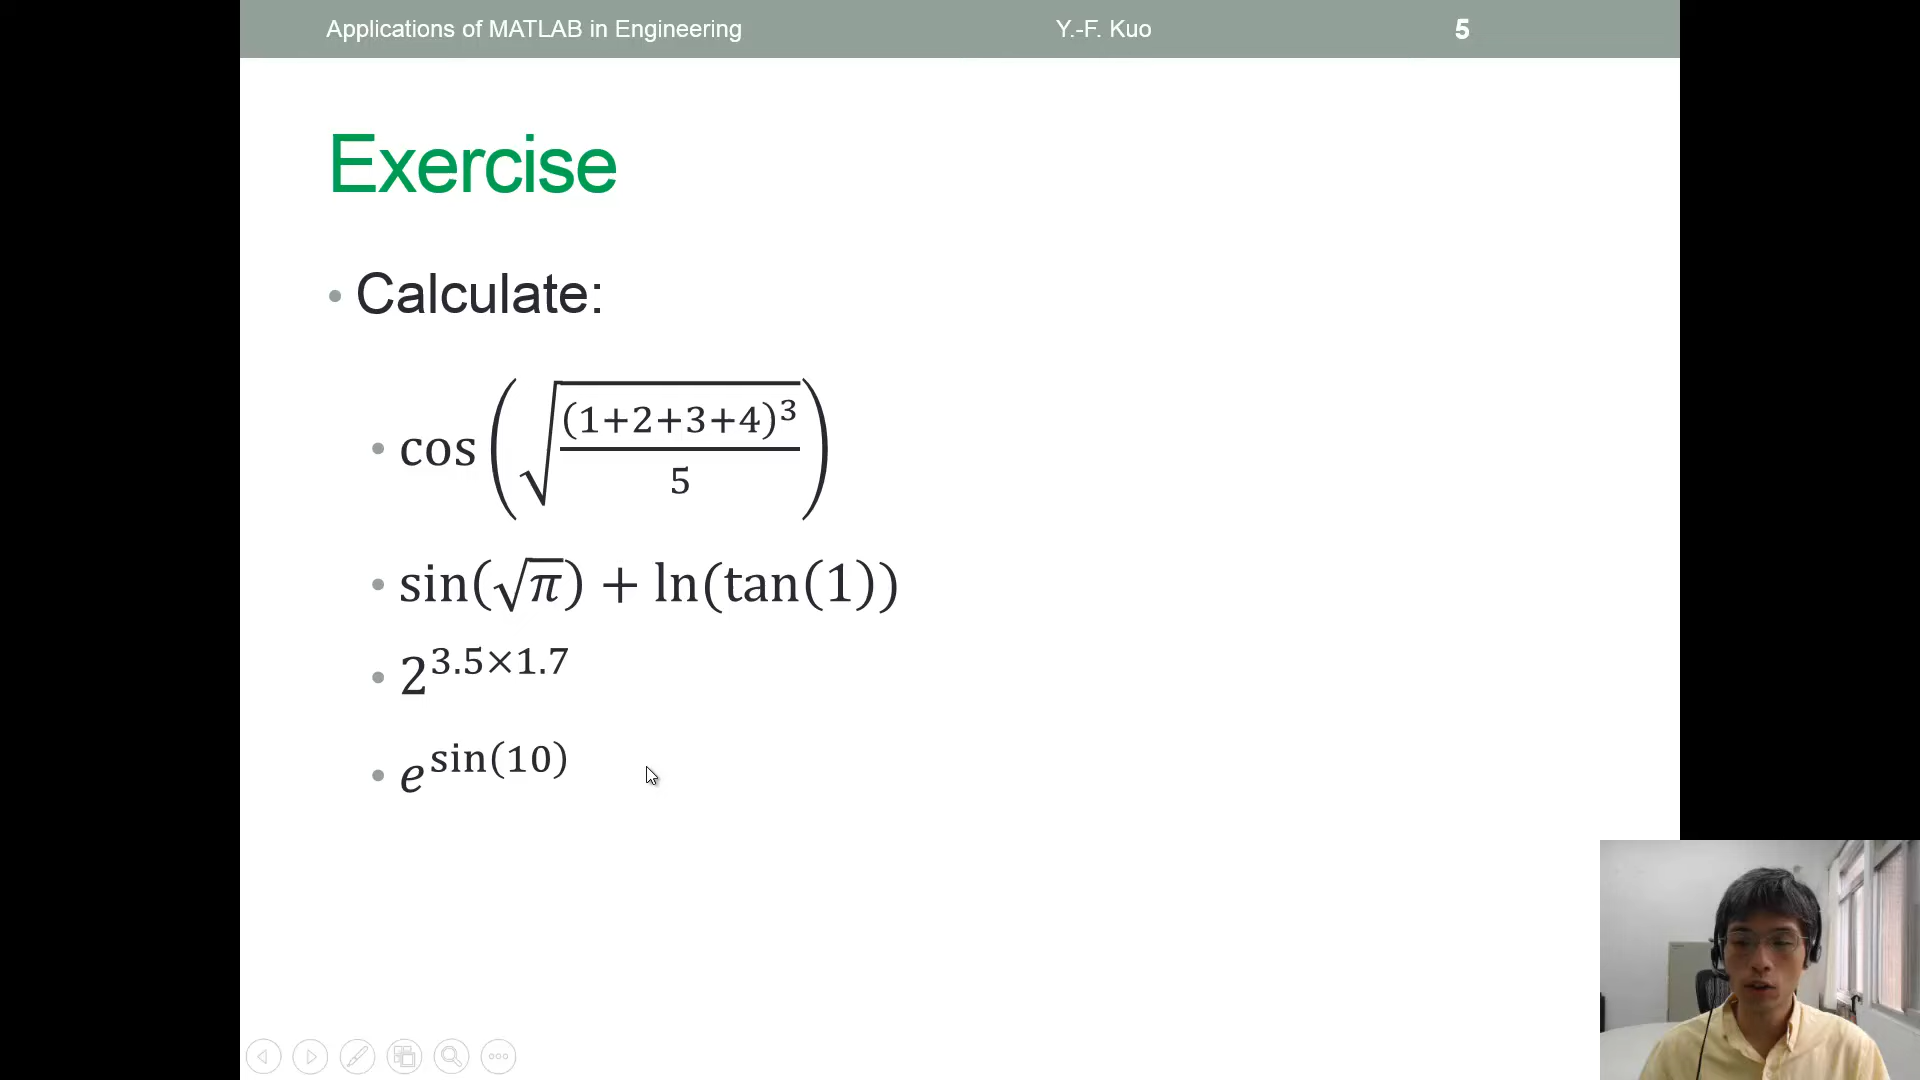 Applications of MATLAB in Engineering Y.-F. Kuo 5
Exercise
• Calculate:
• cos(√((1+2+3+4)³/5))
• sin(√π) + ln(tan(1))
• 2^(3.5×1.7)
• e^(sin(10))